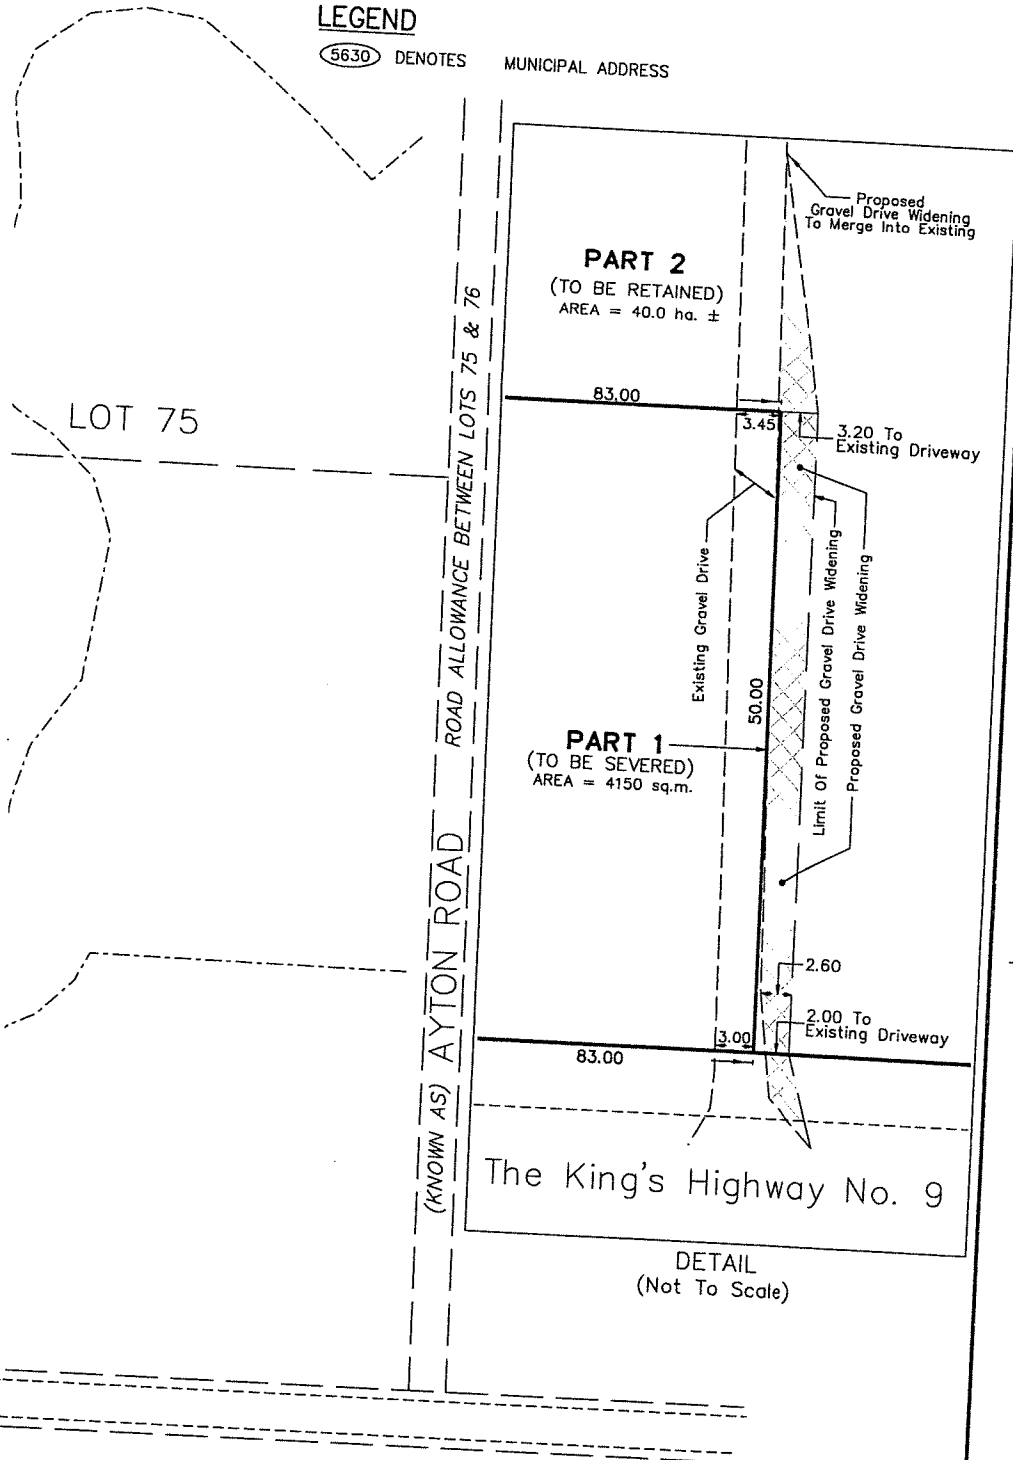 LEGEND
5630 DENOTES MUNICIPAL ADDRESS
Proposed
Gravel Drive Widening
To Merge Into Existing
PART 2
(TO BE RETAINED)
AREA = 40.0 ha. ±
83.00
3.45
3.20 To
Existing Driveway
LOT 75
ROAD ALLOWANCE BETWEEN LOTS 75 & 76
Existing Gravel Drive
Limit Of Proposed Gravel Drive Widening
Proposed Gravel Drive Widening
50.00
PART 1
(TO BE SEVERED)
AREA = 4150 sq.m.
(KNOWN AS) AYTON ROAD
2.60
2.00 To
Existing Driveway
3.00
83.00
The King's Highway No. 9
DETAIL
(Not To Scale)